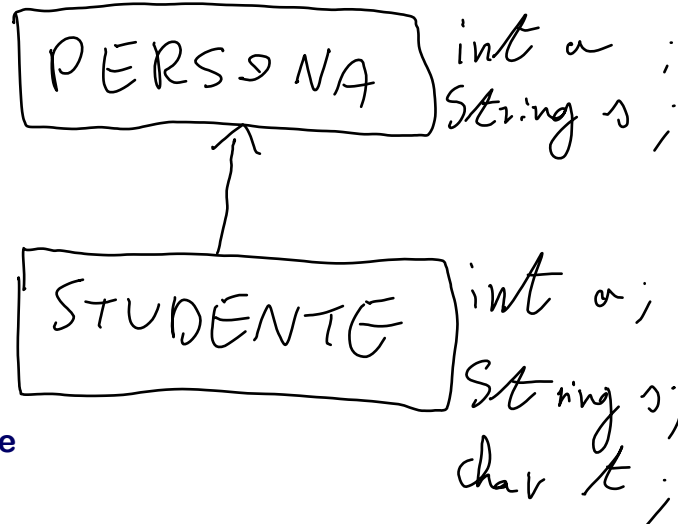 PERSONA
int a ;
String s ;
STUDENTE
int a ;
String s ;
char t ;
e